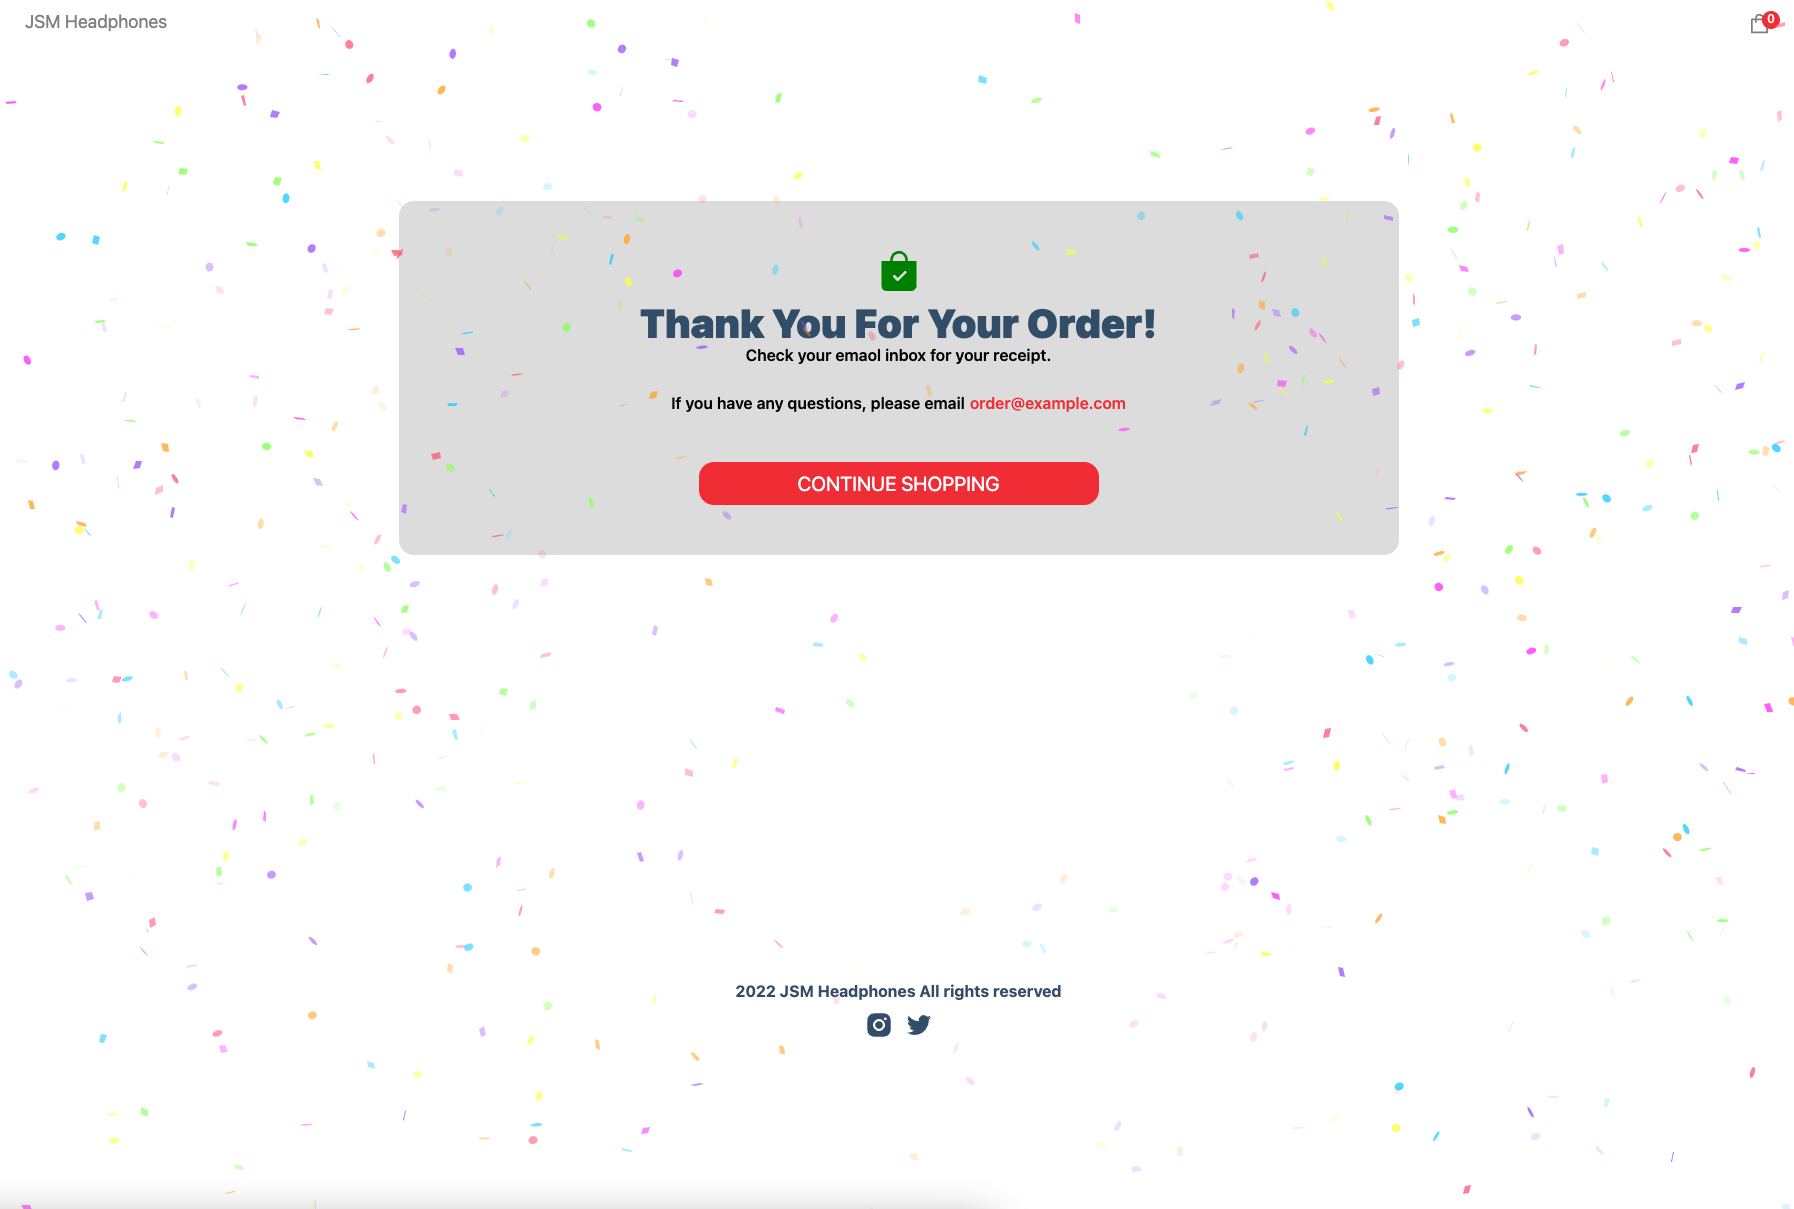 JSM Headphones
0
Thank You For Your Order!
Check your emaol inbox for your receipt.
If you have any questions, please email order@example.com
CONTINUE SHOPPING
2022 JSM Headphones All rights reserved